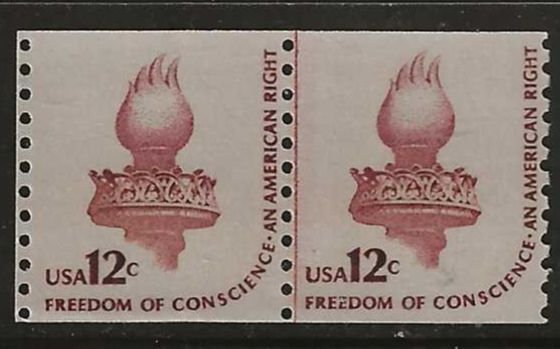 USA12c
FREEDOM OF CONSCIENCE·AN AMERICAN RIGHT
USA12c
FREEDOM OF CONSCIENCE·AN AMERICAN RIGHT